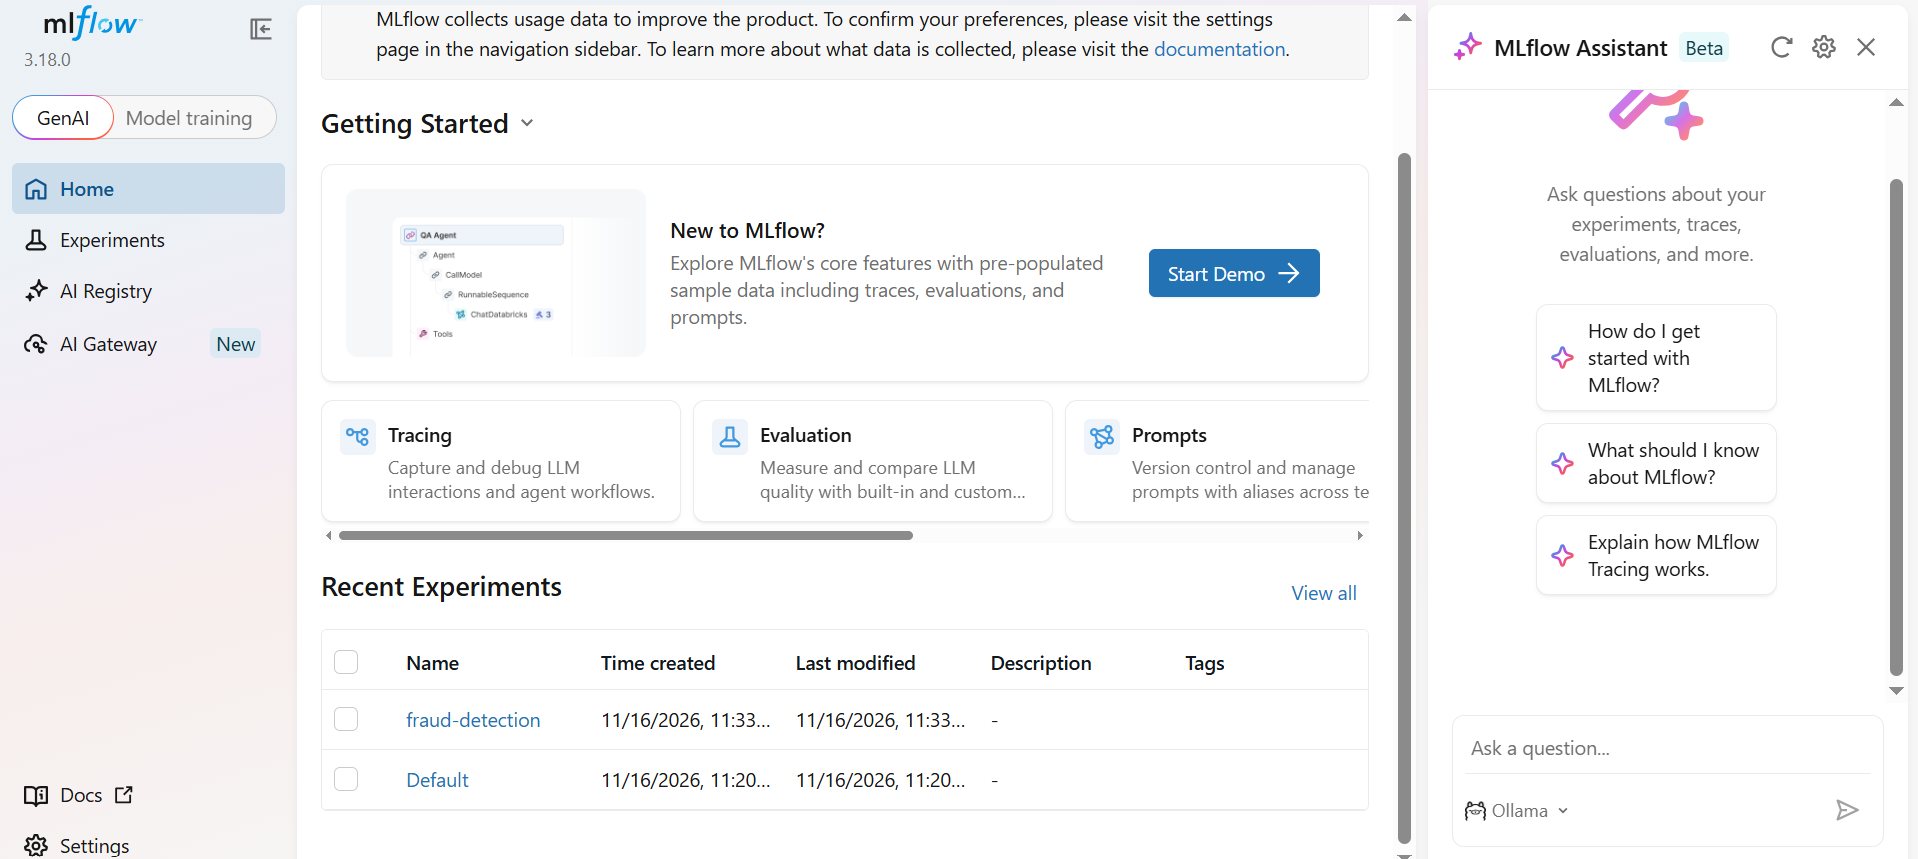 mlflow
3.18.0
GenAI
Model training
Home
Experiments
AI Registry
AI Gateway
New
Docs
Settings
MLflow collects usage data to improve the product. To confirm your preferences, please visit the settings
page in the navigation sidebar. To learn more about what data is collected, please visit the documentation.
Getting Started
QA Agent
Agent
CallModel
RunnableSequence
ChatDatabricks
3
Tools
New to MLflow?
Explore MLflow's core features with pre-populated
sample data including traces, evaluations, and
prompts.
Start Demo
Tracing
Capture and debug LLM
interactions and agent workflows.
Evaluation
Measure and compare LLM
quality with built-in and custom...
Prompts
Version control and manage
prompts with aliases across te
Recent Experiments
View all
Name Time created Last modified Description Tags
fraud-detection 11/16/2026, 11:33... 11/16/2026, 11:33... -
Default 11/16/2026, 11:20... 11/16/2026, 11:20... -
MLflow Assistant
Beta
Ask questions about your
experiments, traces,
evaluations, and more.
How do I get
started with
MLflow?
What should I know
about MLflow?
Explain how MLflow
Tracing works.
Ask a question...
Ollama